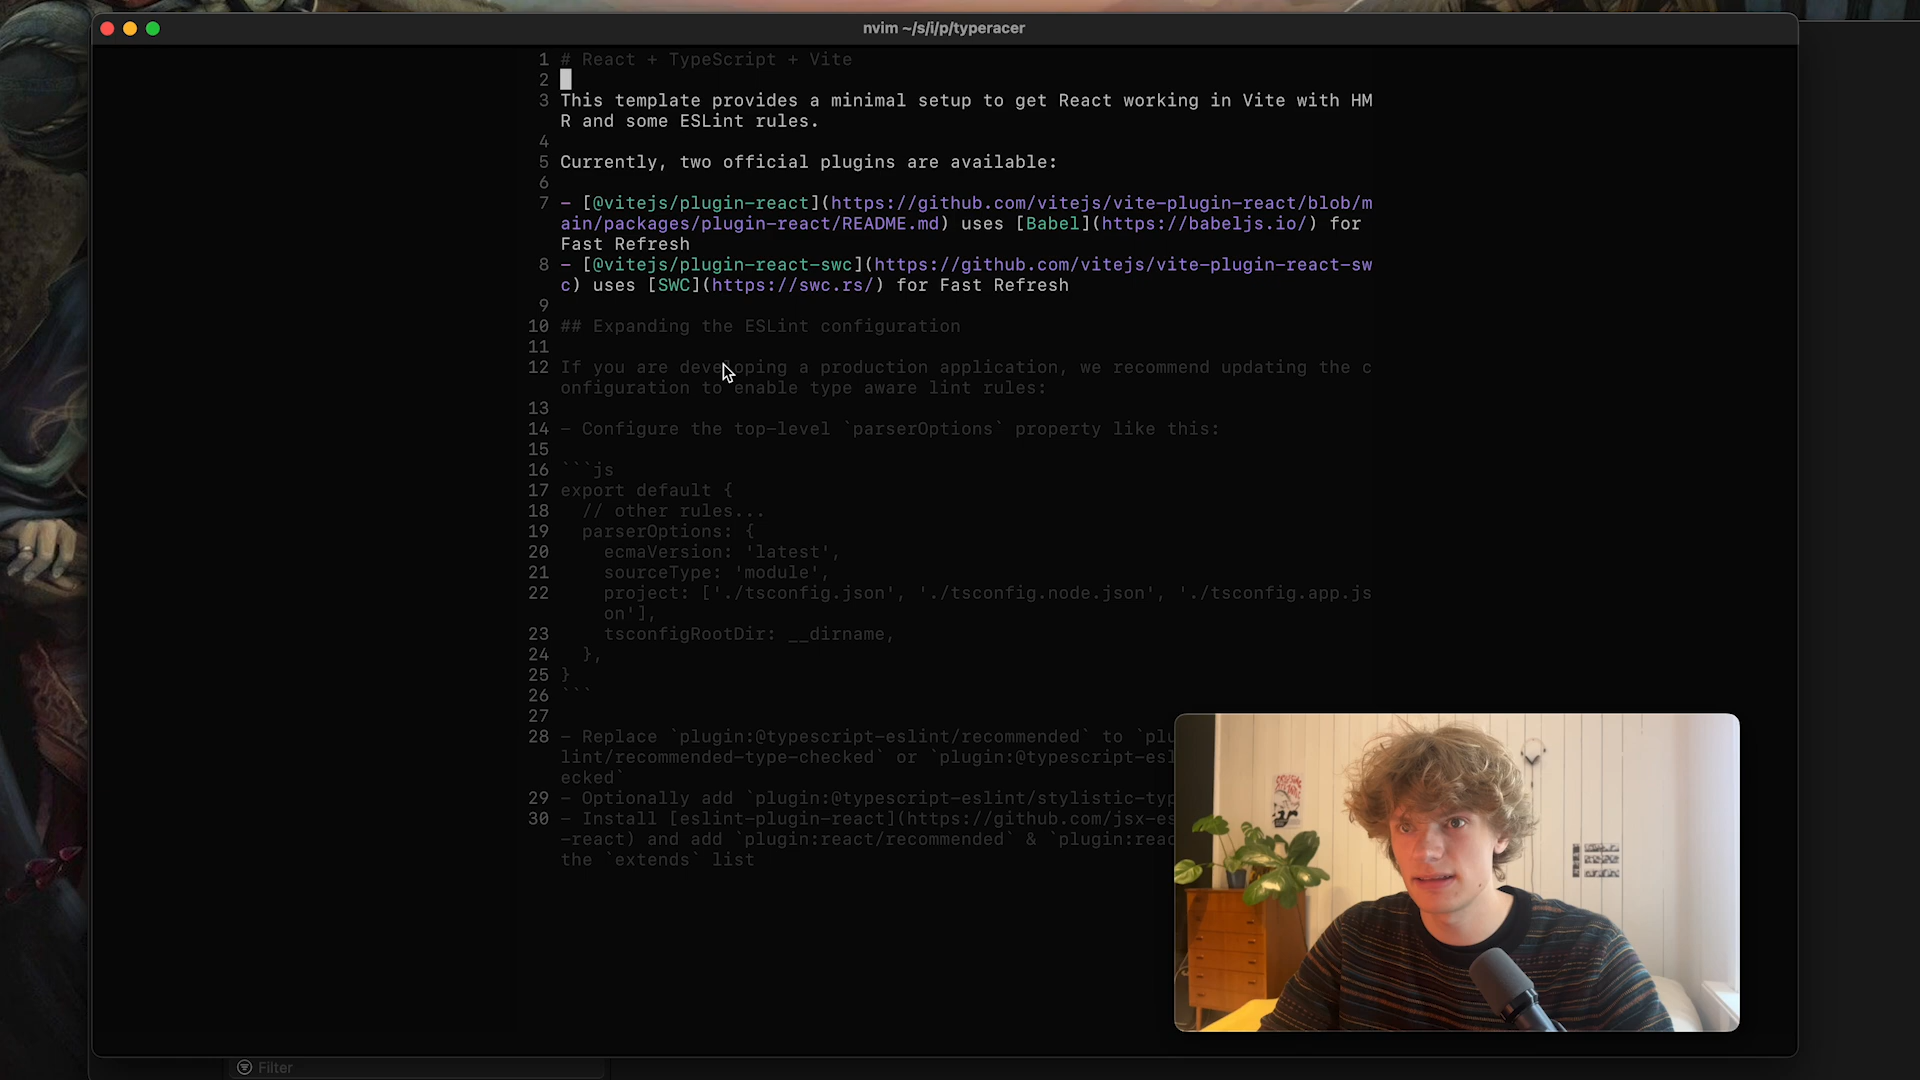 nvim ~/s/i/p/typeracer
1 # React + TypeScript + Vite
2
3 This template provides a minimal setup to get React working in Vite with HM
R and some ESLint rules.
4
5 Currently, two official plugins are available:
6
7 - [@vitejs/plugin-react](https://github.com/vitejs/vite-plugin-react/blob/m
ain/packages/plugin-react/README.md) uses [Babel](https://babeljs.io/) for
Fast Refresh
8 - [@vitejs/plugin-react-swc](https://github.com/vitejs/vite-plugin-react-sw
c) uses [SWC](https://swc.rs/) for Fast Refresh
9
10 ## Expanding the ESLint configuration
11
12 If you are developing a production application, we recommend updating the c
onfiguration to enable type aware lint rules:
13
14 - Configure the top-level `parserOptions` property like this:
15
16 ```js
17 export default {
18   // other rules...
19   parserOptions: {
20     ecmaVersion: 'latest',
21     sourceType: 'module',
22     project: ['./tsconfig.json', './tsconfig.node.json', './tsconfig.app.js
on'],
23     tsconfigRootDir: __dirname,
24   },
25 }
26 ```
27
28 - Replace `plugin:@typescript-eslint/recommended` to `plu
lint/recommended-type-checked` or `plugin:@typescript-esl
ecked`
29 - Optionally add `plugin:@typescript-eslint/stylistic-typ
30 - Install [eslint-plugin-react](https://github.com/jsx-es
-react) and add `plugin:react/recommended` & `plugin:reac
the `extends` list
Filter